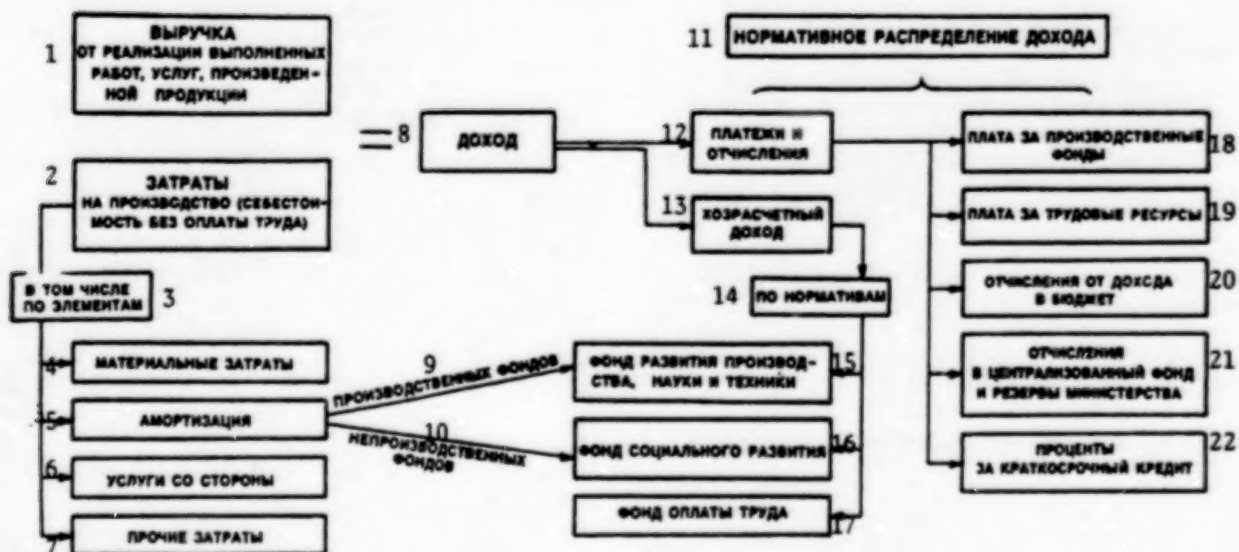 1
ВЫРУЧКА
ОТ РЕАЛИЗАЦИИ ВЫПОЛНЕННЫХ
РАБОТ, УСЛУГ, ПРОИЗВЕДЕН-
НОЙ ПРОДУКЦИИ
2
ЗАТРАТЫ
НА ПРОИЗВОДСТВО (СЕБЕСТОИ-
МОСТЬ БЕЗ ОПЛАТЫ ТРУДА)
В ТОМ ЧИСЛЕ
ПО ЭЛЕМЕНТАМ
3
4
МАТЕРИАЛЬНЫЕ ЗАТРАТЫ
5
АМОРТИЗАЦИЯ
6
УСЛУГИ СО СТОРОНЫ
7
ПРОЧИЕ ЗАТРАТЫ
= 8
ДОХОД
9
ПРОИЗВОДСТВЕННЫХ ФОНДОВ
10
НЕПРОИЗВОДСТВЕННЫХ
ФОНДОВ
11
НОРМАТИВНОЕ РАСПРЕДЕЛЕНИЕ ДОХОДА
12
ПЛАТЕЖИ И
ОТЧИСЛЕНИЯ
13
ХОЗРАСЧЕТНЫЙ
ДОХОД
14
ПО НОРМАТИВАМ
ФОНД РАЗВИТИЯ ПРОИЗВОД-
СТВА, НАУКИ И ТЕХНИКИ
15
ФОНД СОЦИАЛЬНОГО РАЗВИТИЯ
16
ФОНД ОПЛАТЫ ТРУДА
17
ПЛАТА ЗА ПРОИЗВОДСТВЕННЫЕ
ФОНДЫ
18
ПЛАТА ЗА ТРУДОВЫЕ РЕСУРСЫ
19
ОТЧИСЛЕНИЯ ОТ ДОХОДА
В БЮДЖЕТ
20
ОТЧИСЛЕНИЯ
В ЦЕНТРАЛИЗОВАННЫЙ ФОНД
И РЕЗЕРВЫ МИНИСТЕРСТВА
21
ПРОЦЕНТЫ
ЗА КРАТКОСРОЧНЫЙ КРЕДИТ
22